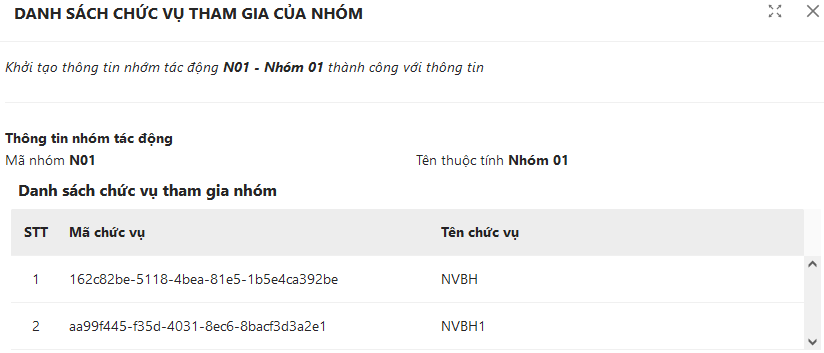 DANH SÁCH CHỨC VỤ THAM GIA CỦA NHÓM
Khởi tạo thông tin nhớm tác động N01 - Nhóm 01 thành công với thông tin
Thông tin nhóm tác động
Mã nhóm N01 Tên thuộc tính Nhóm 01
Danh sách chức vụ tham gia nhóm
STT Mã chức vụ Tên chức vụ
1 162c82be-5118-4bea-81e5-1b5e4ca392be NVBH
2 aa99f445-f35d-4031-8ec6-8bacf3d3a2e1 NVBH1